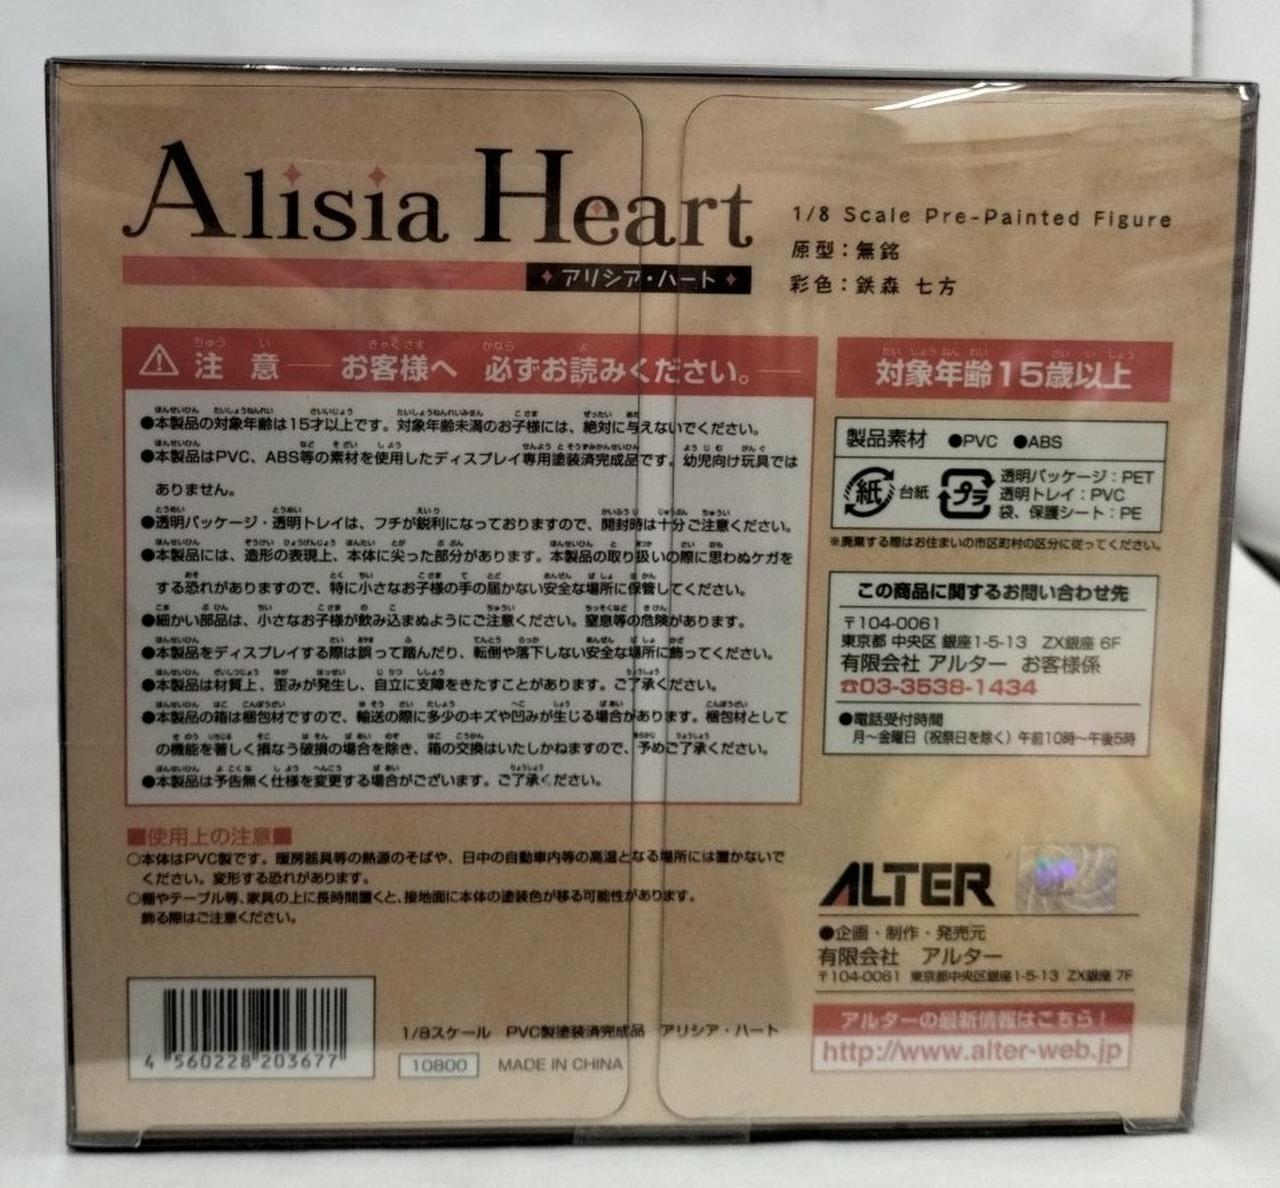 Alisia Heart
アリシア・ハート
1/8 Scale Pre-Painted Figure
原型：無銘
彩色：鉄森 七方
注 意 ── お客様へ 必ずお読みください。──
●本製品の対象年齢は15才以上です。対象年齢未満のお子様には、絶対に与えないでください。
●本製品はPVC、ABS等の素材を使用したディスプレイ専用塗装済完成品です。幼児向け玩具では
ありません。
●透明パッケージ・透明トレイは、フチが鋭利になっておりますので、開封時は十分ご注意ください。
●本製品には、造形の表現上、本体に尖った部分があります。本製品の取り扱いの際に思わぬケガを
する恐れがありますので、特に小さなお子様の手の届かない安全な場所に保管してください。
●細かい部品は、小さなお子様が飲み込まぬようにご注意ください。窒息等の危険があります。
●本製品をディスプレイする際は誤って踏んだり、転倒や落下しない安全な場所に飾ってください。
●本製品は材質上、歪みが発生し、自立に支障をきたすことがあります。ご了承ください。
●本製品の箱は梱包材ですので、輸送の際に多少のキズや凹みが生じる場合があります。梱包材として
の機能を著しく損なう破損の場合を除き、箱の交換はいたしかねますので、予めご了承ください。
●本製品は予告無く仕様を変更する場合がございます。ご了承ください。
■使用上の注意■
○本体はPVC製です。暖房器具等の熱源のそばや、日中の自動車内等の高温となる場所には置かないで
ください。変形する恐れがあります。
○棚やテーブル等、家具の上に長時間置くと、接地面に本体の塗装色が移る可能性があります。
飾る際はご注意ください。
4 560228 203677
1/8スケール PVC製塗装済完成品 アリシア・ハート
10800 MADE IN CHINA
対象年齢15歳以上
製品素材 ●PVC ●ABS
紙 台紙
プラ
透明パッケージ：PET
透明トレイ：PVC
袋、保護シート：PE
※廃棄する際はお住まいの市区町村の区分に従ってください。
この商品に関するお問い合わせ先
〒104-0061
東京都 中央区 銀座1-5-13 ZX銀座 6F
有限会社 アルター お客様係
☎03-3538-1434
●電話受付時間
月〜金曜日（祝祭日を除く）午前10時〜午後5時
ALTER
●企画・制作・発売元
有限会社 アルター
〒104-0061 東京都中央区銀座1-5-13 ZX銀座 7F
アルターの最新情報はこちら！
http://www.alter-web.jp